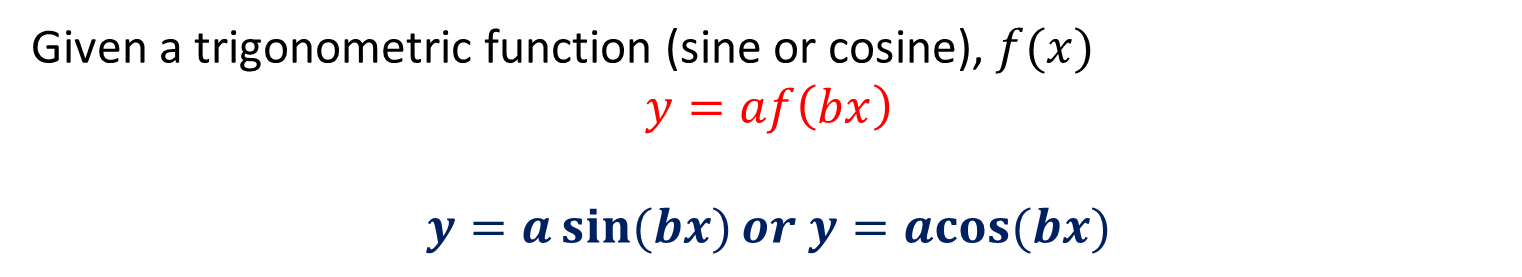 Given a trigonometric function (sine or cosine), f(x)
y = af(bx)
y = a sin(bx) or y = acos(bx)